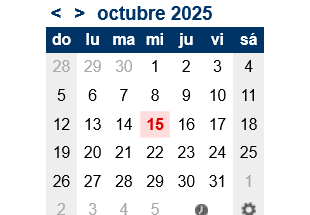 < > octubre 2025
do lu ma mi ju vi sá
28 29 30 1 2 3 4
5 6 7 8 9 10 11
12 13 14 15 16 17 18
19 20 21 22 23 24 25
26 27 28 29 30 31 1
2 3 4 5